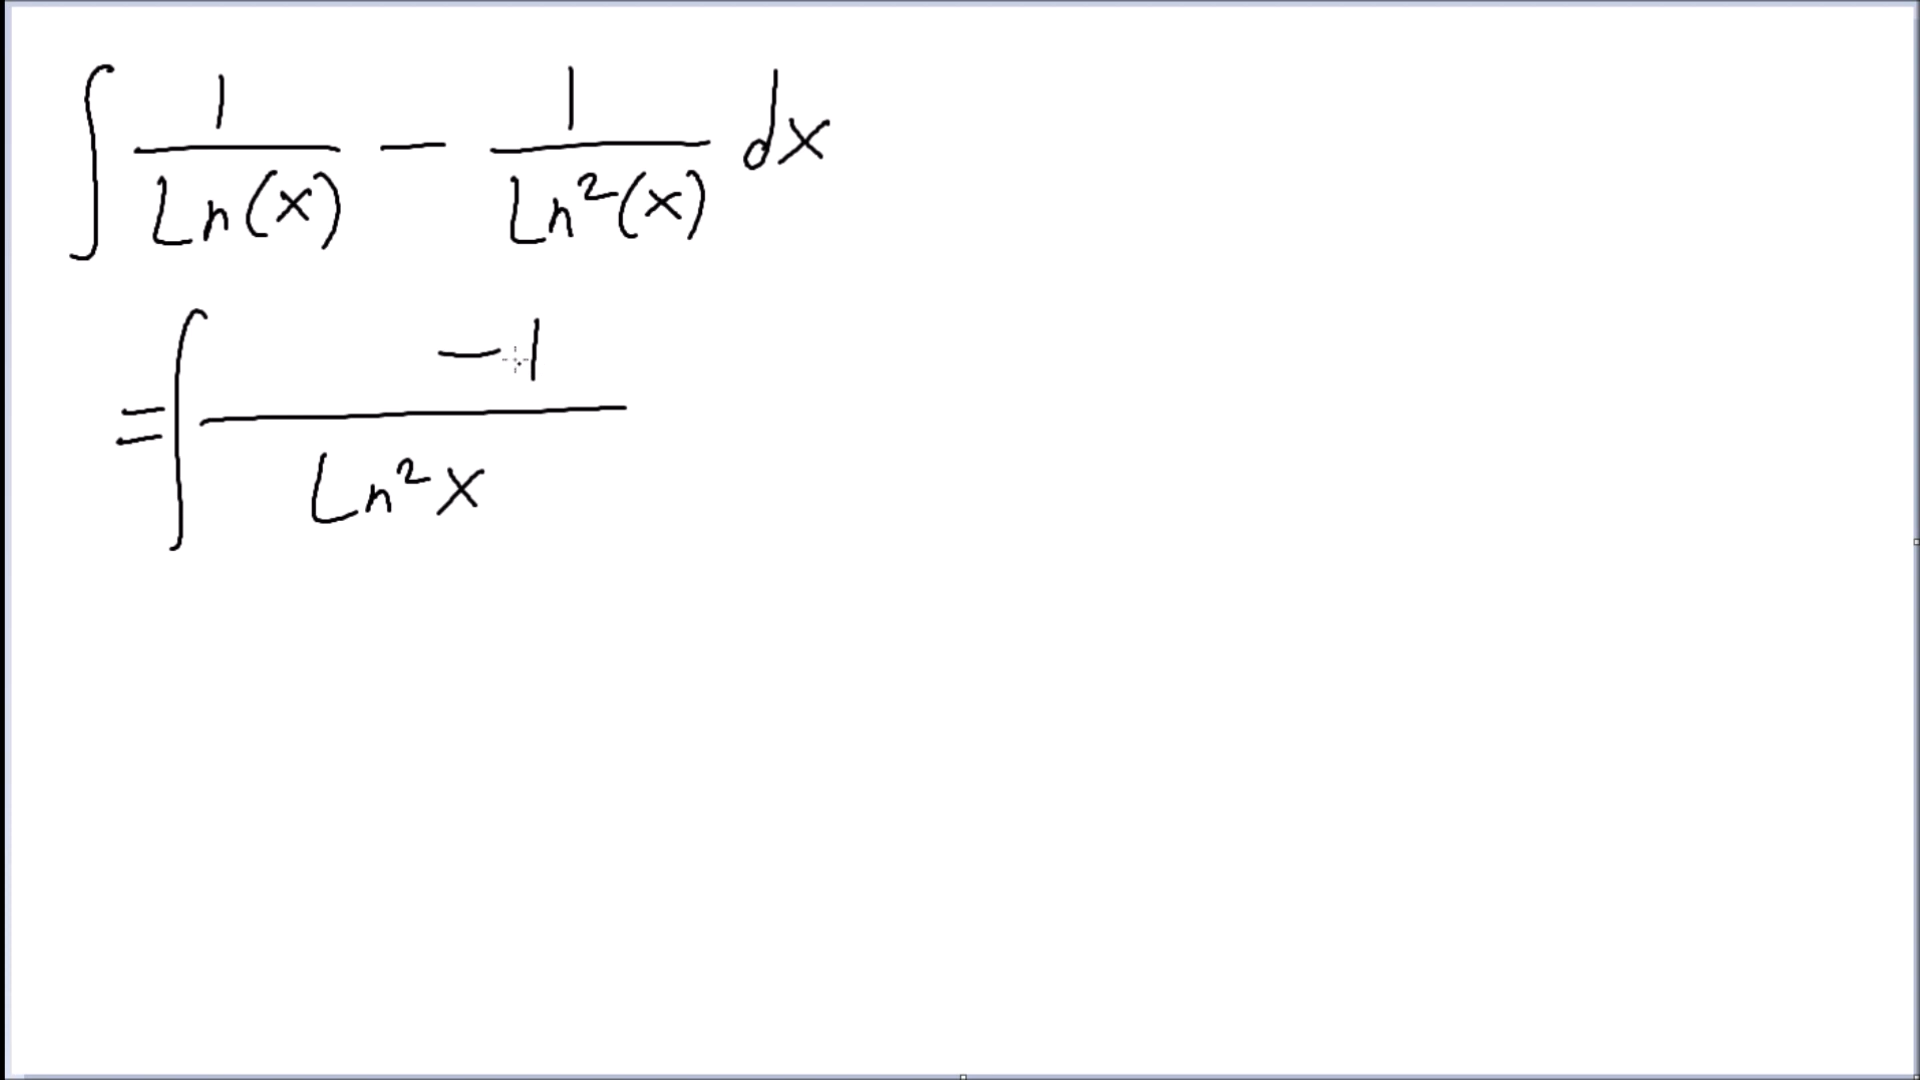 ∫ 1/Ln(x) — 1/Ln²(x) dx
= ∫ —1/Ln²x